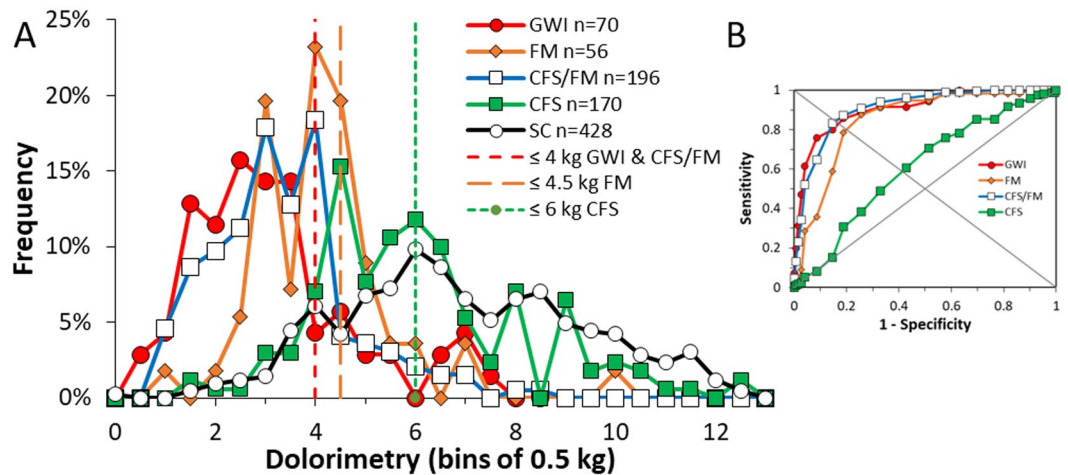 A
25%
20%
15%
10%
5%
0%
Frequency
0 2 4 6 8 10 12
Dolorimetry (bins of 0.5 kg)
GWI n=70
FM n=56
CFS/FM n=196
CFS n=170
SC n=428
≤ 4 kg GWI & CFS/FM
≤ 4.5 kg FM
≤ 6 kg CFS
B
1
0.8
0.6
0.4
0.2
0
Sensitivity
0 0.2 0.4 0.6 0.8 1
1 - Specificity
GWI
FM
CFS/FM
CFS